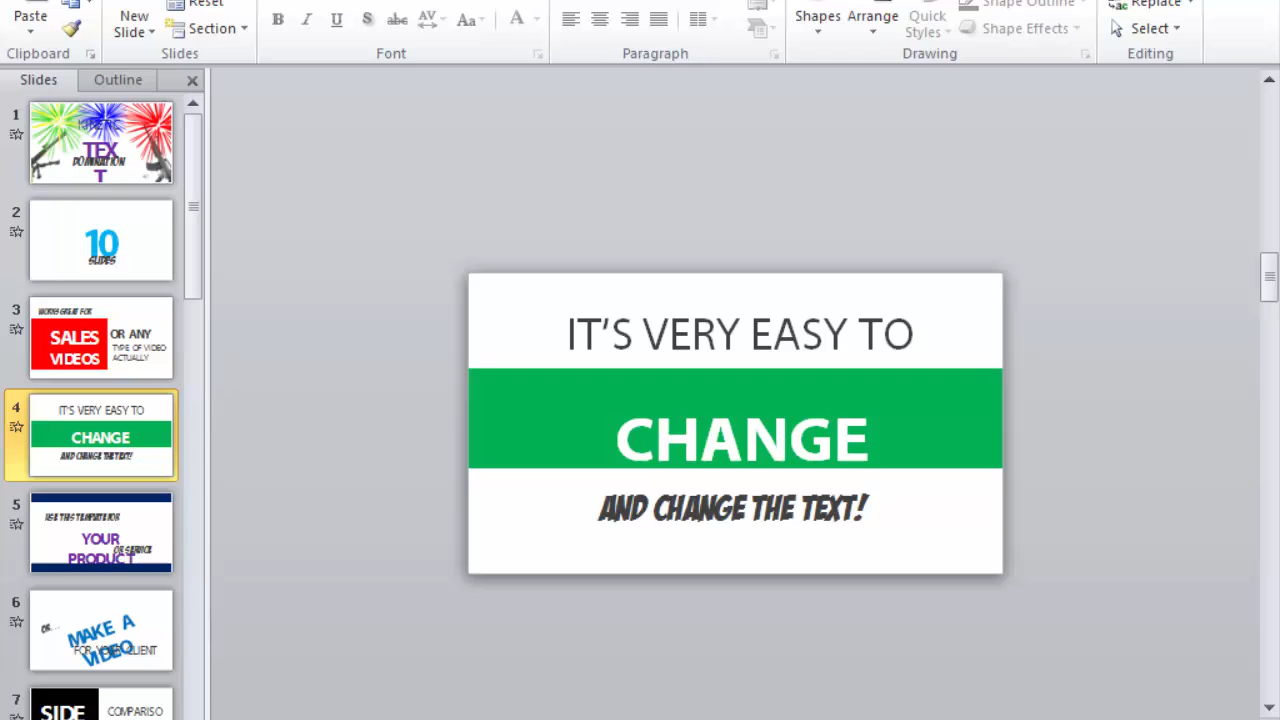 Paste
New
Slide
Reset
Section
B I U S abc AV Aa A
Shapes
Arrange
Quick
Styles
Shape Outline
Shape Effects
Replace
Select
Clipboard
Slides
Font
Paragraph
Drawing
Editing
Slides
Outline
1
TEX
T
DOMINATION
2
10
SLIDES
3
WORKS GREAT FOR
SALES
VIDEOS
OR ANY
TYPE OF VIDEO
ACTUALLY
4
IT'S VERY EASY TO
CHANGE
AND CHANGE THE TEXT!
5
USE THIS TEMPLATE FOR
YOUR
PRODUCT
OR SERVICE
6
OR...
MAKE A
VIDEO
FOR YOUR CLIENT
7
SIDE
COMPARISO
IT'S VERY EASY TO
CHANGE
AND CHANGE THE TEXT!